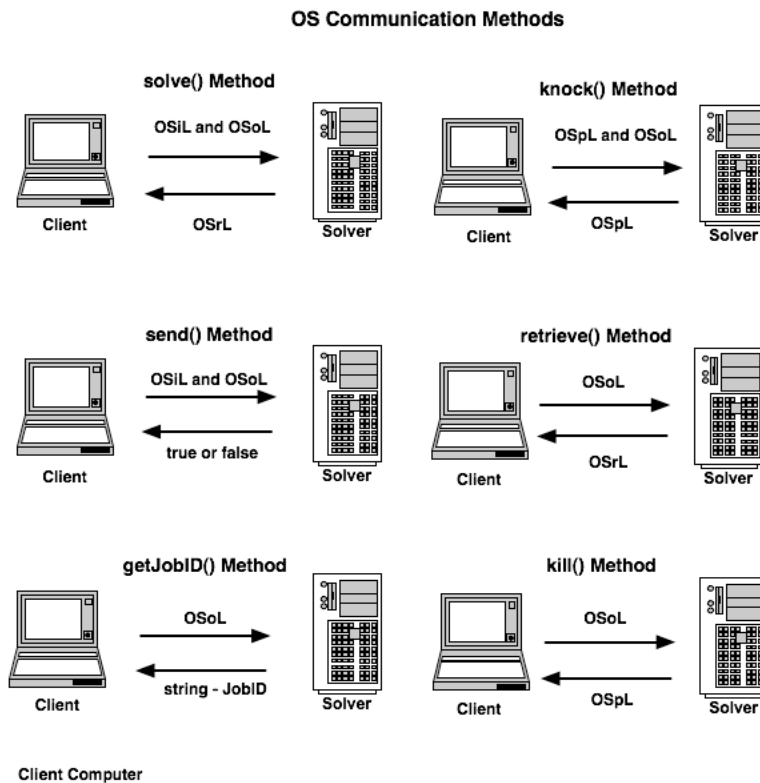 OS Communication Methods
solve() Method
OSiL and OSoL
OSrL
Client
Solver
knock() Method
OSpL and OSoL
OSpL
Client
Solver
send() Method
OSiL and OSoL
true or false
Client
Solver
retrieve() Method
OSoL
OSrL
Client
Solver
getJobID() Method
OSoL
string - JobID
Client
Solver
kill() Method
OSoL
OSpL
Client
Solver
Client Computer